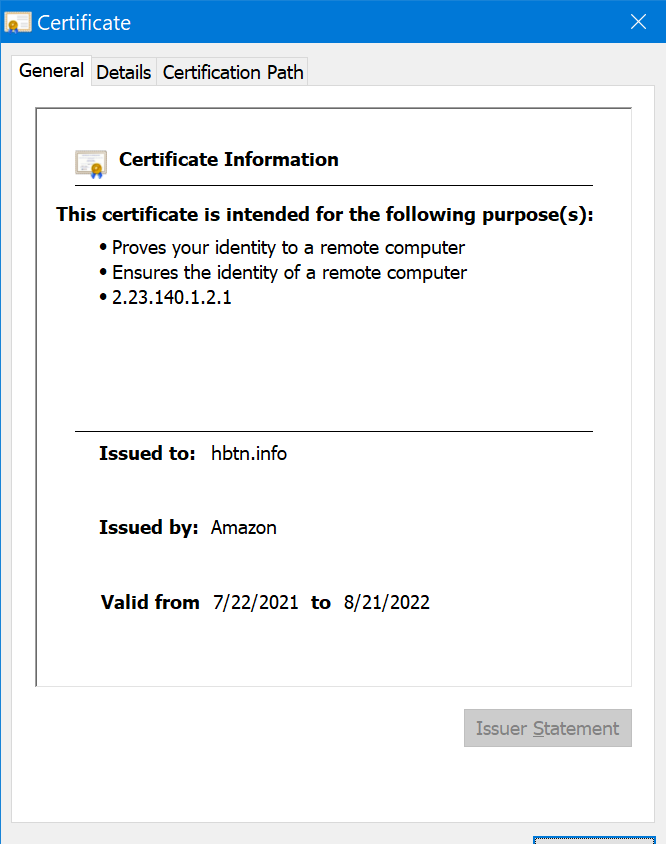 Certificate
General Details Certification Path
Certificate Information
This certificate is intended for the following purpose(s):
• Proves your identity to a remote computer
• Ensures the identity of a remote computer
• 2.23.140.1.2.1
Issued to: hbtn.info
Issued by: Amazon
Valid from 7/22/2021 to 8/21/2022
Issuer Statement